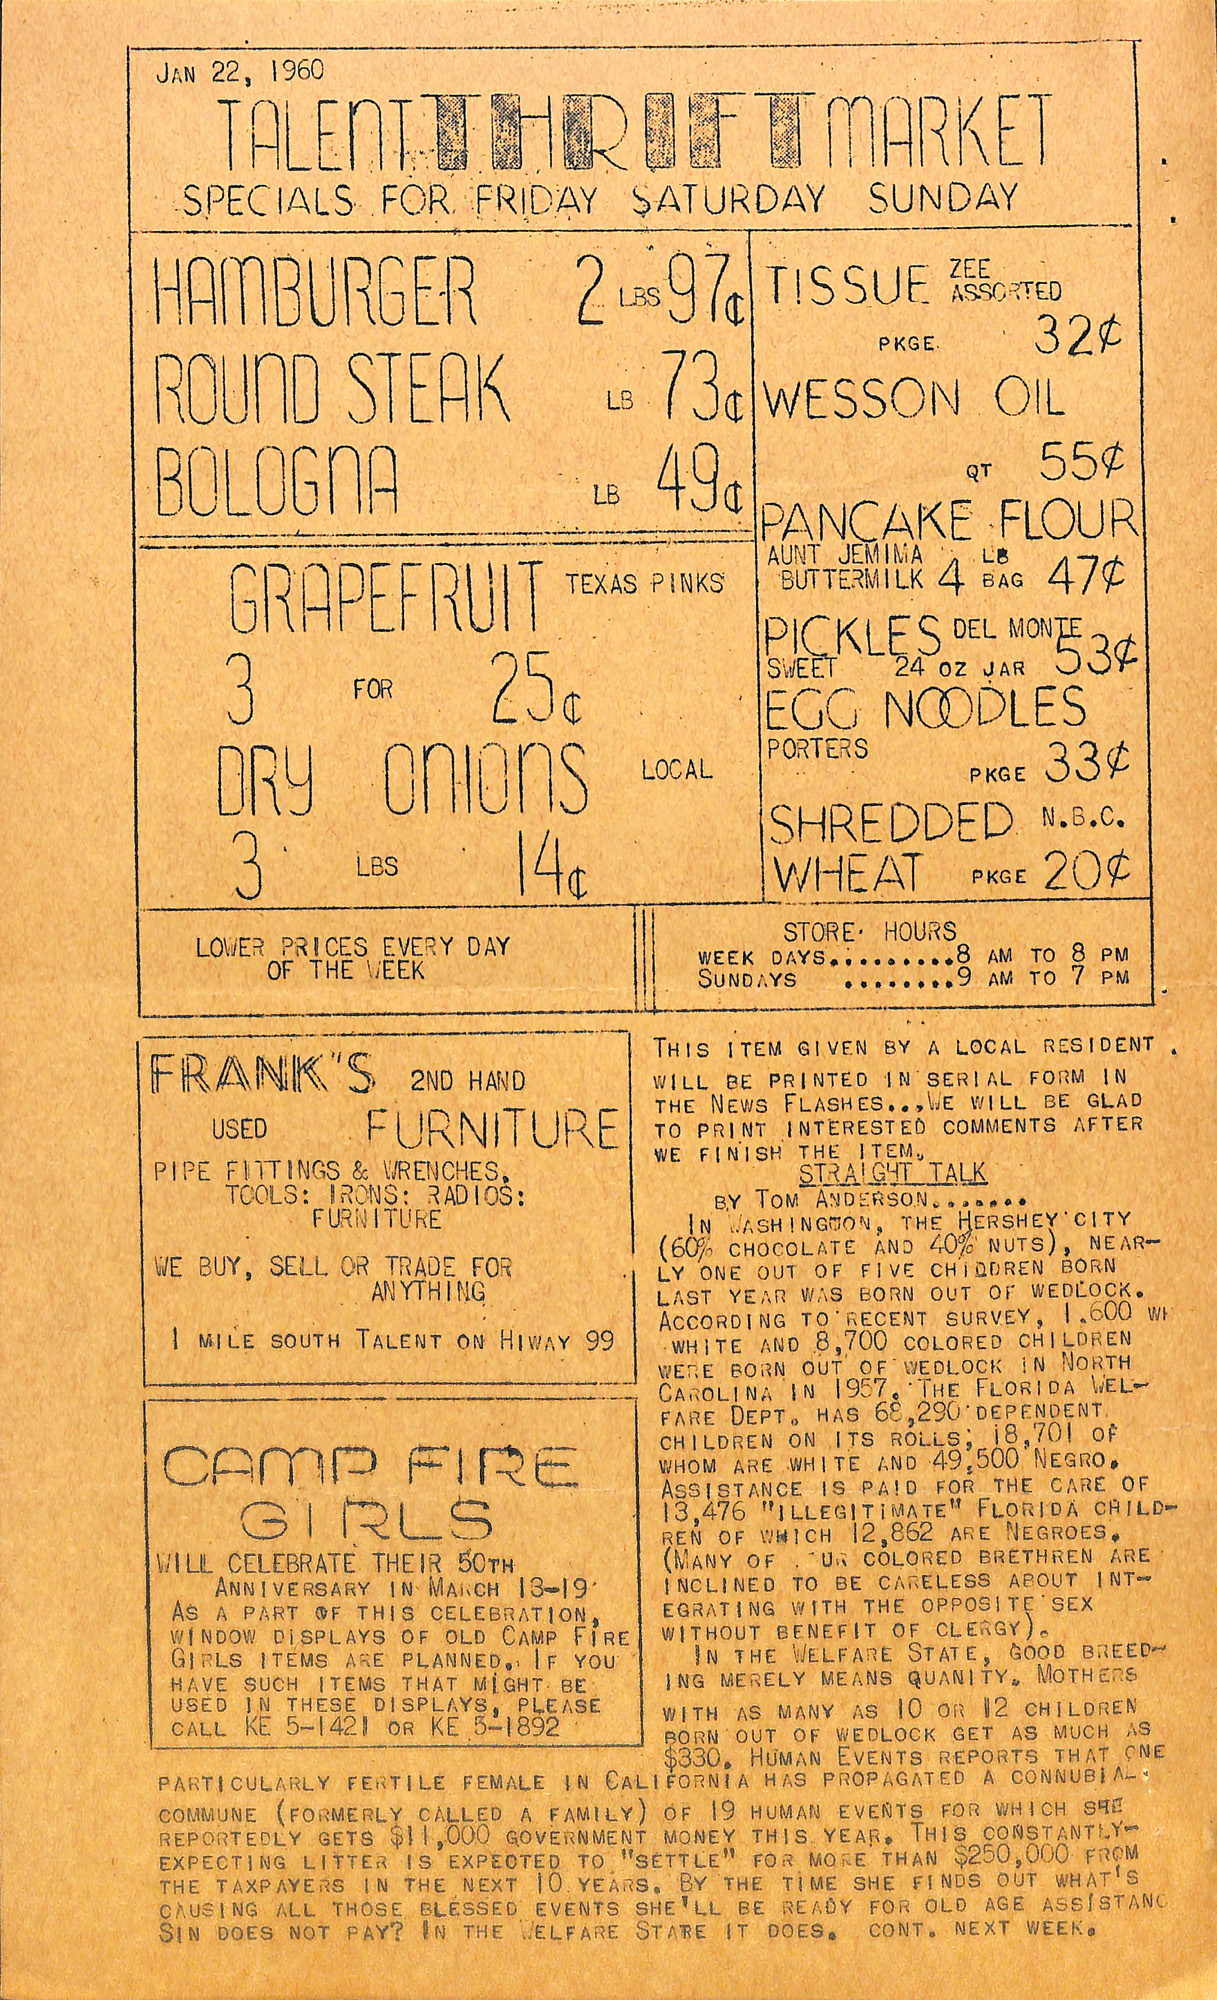 JAN 22, 1960
TALENT THRIFT MARKET
SPECIALS FOR FRIDAY SATURDAY SUNDAY
HAMBURGER 2 LBS 97¢
ROUND STEAK LB 73¢
BOLOGNA LB 49¢
GRAPEFRUIT TEXAS PINKS
3 FOR 25¢
DRY ONIONS LOCAL
3 LBS 14¢
TISSUE ZEE
ASSORTED
PKGE 32¢
WESSON OIL
QT 55¢
PANCAKE FLOUR
AUNT JEMIMA
BUTTERMILK 4 LB BAG 47¢
PICKLES DEL MONTE
SWEET 24 OZ JAR 53¢
EGG NOODLES
PORTERS
PKGE 33¢
SHREDDED N.B.C.
WHEAT PKGE 20¢
LOWER PRICES EVERY DAY
OF THE WEEK
STORE HOURS
WEEK DAYS.........8 AM TO 8 PM
SUNDAYS ........9 AM TO 7 PM
FRANK"S 2ND HAND
USED FURNITURE
PIPE FITTINGS & WRENCHES,
TOOLS: IRONS: RADIOS:
FURNITURE
WE BUY, SELL OR TRADE FOR
ANYTHING
1 MILE SOUTH TALENT ON HIWAY 99
CAMP FIRE
GIRLS
WILL CELEBRATE THEIR 50TH
ANNIVERSARY IN MARCH 13-19
AS A PART OF THIS CELEBRATION,
WINDOW DISPLAYS OF OLD CAMP FIRE
GIRLS ITEMS ARE PLANNED. IF YOU
HAVE SUCH ITEMS THAT MIGHT BE
USED IN THESE DISPLAYS, PLEASE
CALL KE 5-1421 OR KE 5-1892
THIS ITEM GIVEN BY A LOCAL RESIDENT
WILL BE PRINTED IN SERIAL FORM IN
THE NEWS FLASHES...WE WILL BE GLAD
TO PRINT INTERESTED COMMENTS AFTER
WE FINISH THE ITEM.
STRAIGHT TALK
BY TOM ANDERSON.......
IN WASHINGTON, THE HERSHEY CITY
(60% CHOCOLATE AND 40% NUTS), NEAR-
LY ONE OUT OF FIVE CHIDDREN BORN
LAST YEAR WAS BORN OUT OF WEDLOCK.
ACCORDING TO RECENT SURVEY, 1.600 WH
WHITE AND 8,700 COLORED CHILDREN
WERE BORN OUT OF WEDLOCK IN NORTH
CAROLINA IN 1957. THE FLORIDA WEL-
FARE DEPT. HAS 68,290 DEPENDENT
CHILDREN ON ITS ROLLS; 18,701 OF
WHOM ARE WHITE AND 49,500 NEGRO.
ASSISTANCE IS PAID FOR THE CARE OF
13,476 "ILLEGITIMATE" FLORIDA CHILD-
REN OF WHICH 12,862 ARE NEGROES.
(MANY OF COLORED BRETHREN ARE
INCLINED TO BE CARELESS ABOUT INT-
EGRATING WITH THE OPPOSITE SEX
WITHOUT BENEFIT OF CLERGY).
IN THE WELFARE STATE, GOOD BREED-
ING MERELY MEANS QUANITY. MOTHERS
WITH AS MANY AS 10 OR 12 CHILDREN
BORN OUT OF WEDLOCK GET AS MUCH AS
$330. HUMAN EVENTS REPORTS THAT ONE
PARTICULARLY FERTILE FEMALE IN CALIFORNIA HAS PROPAGATED A CONNUBIAL
COMMUNE (FORMERLY CALLED A FAMILY) OF 19 HUMAN EVENTS FOR WHICH SHE
REPORTEDLY GETS $11,000 GOVERNMENT MONEY THIS YEAR. THIS CONSTANTLY-
EXPECTING LITTER IS EXPECTED TO "SETTLE" FOR MORE THAN $250,000 FROM
THE TAXPAYERS IN THE NEXT 10 YEARS. BY THE TIME SHE FINDS OUT WHAT'S
CAUSING ALL THOSE BLESSED EVENTS SHE'LL BE READY FOR OLD AGE ASSISTANC
SIN DOES NOT PAY? IN THE WELFARE STARE IT DOES. CONT. NEXT WEEK.